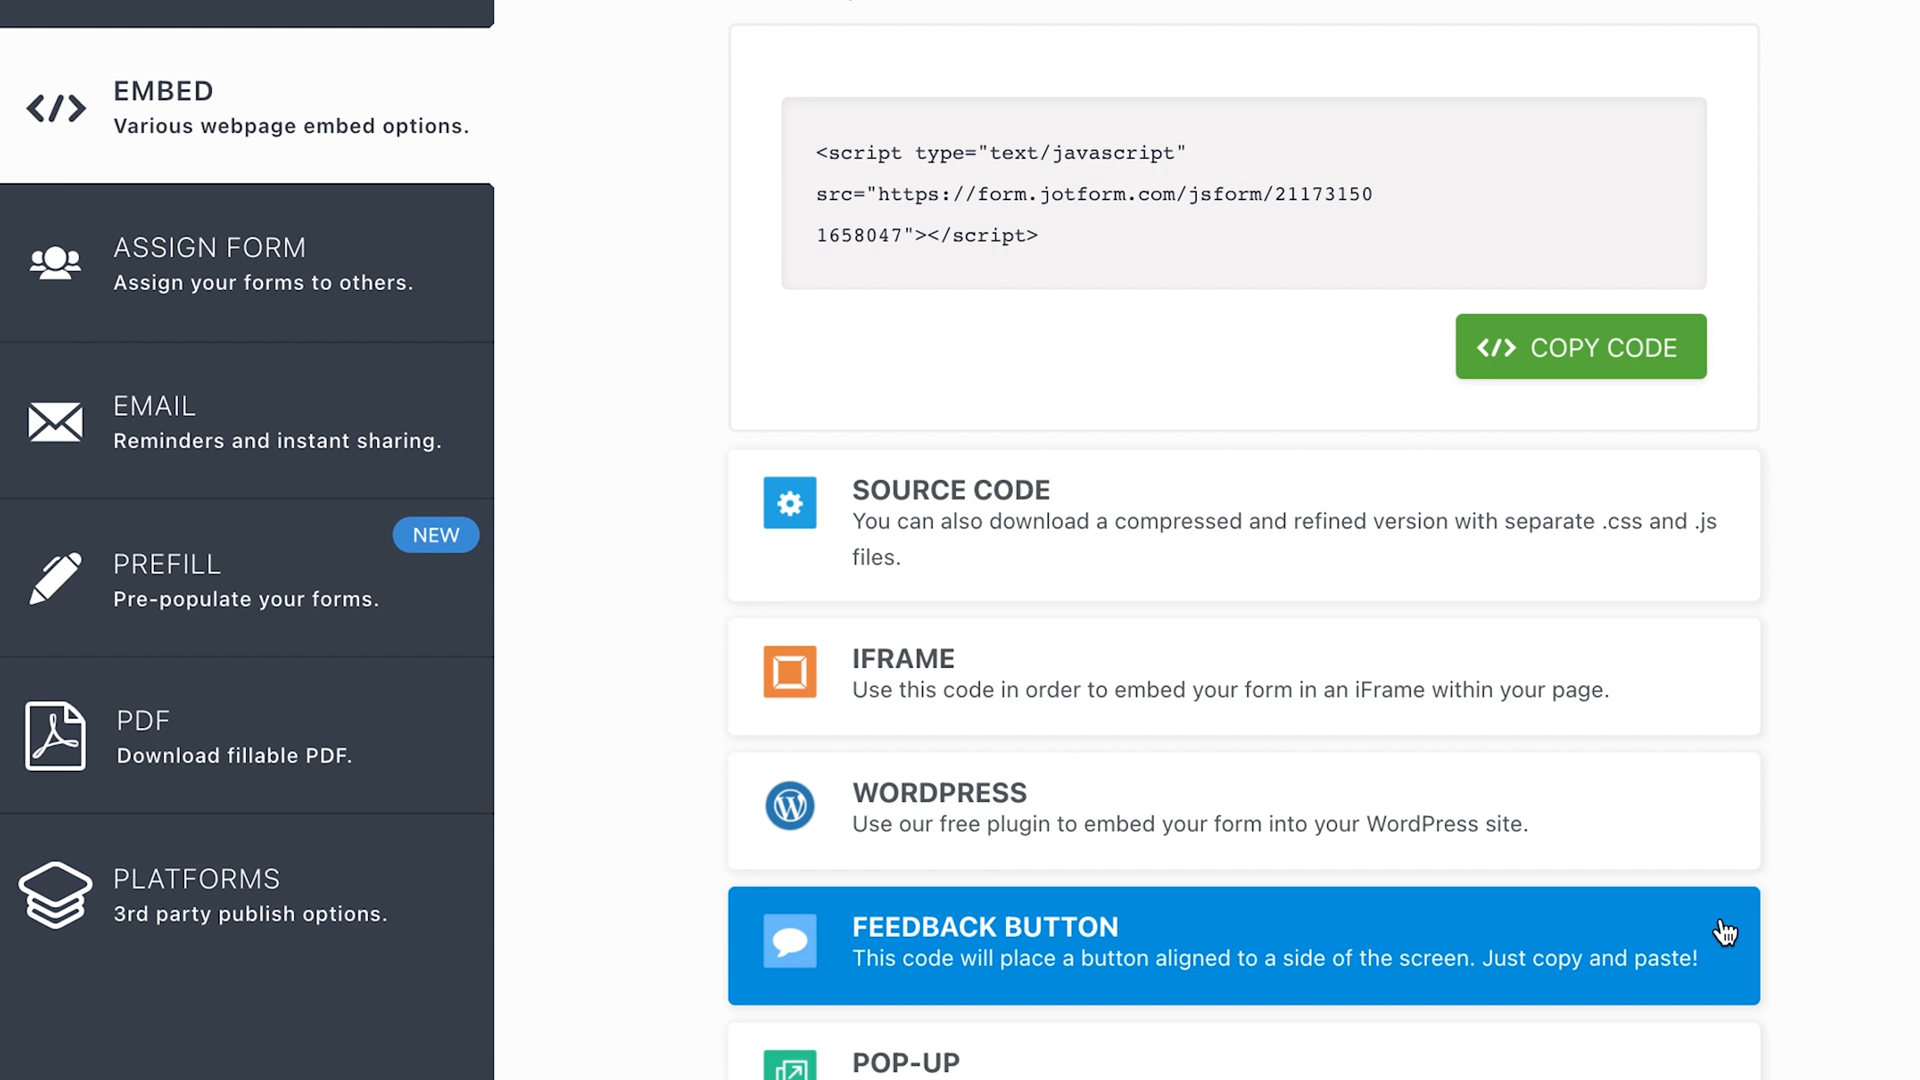 EMBED
Various webpage embed options.
ASSIGN FORM
Assign your forms to others.
EMAIL
Reminders and instant sharing.
NEW
PREFILL
Pre-populate your forms.
PDF
Download fillable PDF.
PLATFORMS
3rd party publish options.
<script type="text/javascript"
src="https://form.jotform.com/jsform/21173150
1658047"></script>
</> COPY CODE
SOURCE CODE
You can also download a compressed and refined version with separate .css and .js
files.
IFRAME
Use this code in order to embed your form in an iFrame within your page.
WORDPRESS
Use our free plugin to embed your form into your WordPress site.
FEEDBACK BUTTON
This code will place a button aligned to a side of the screen. Just copy and paste!
POP-UP